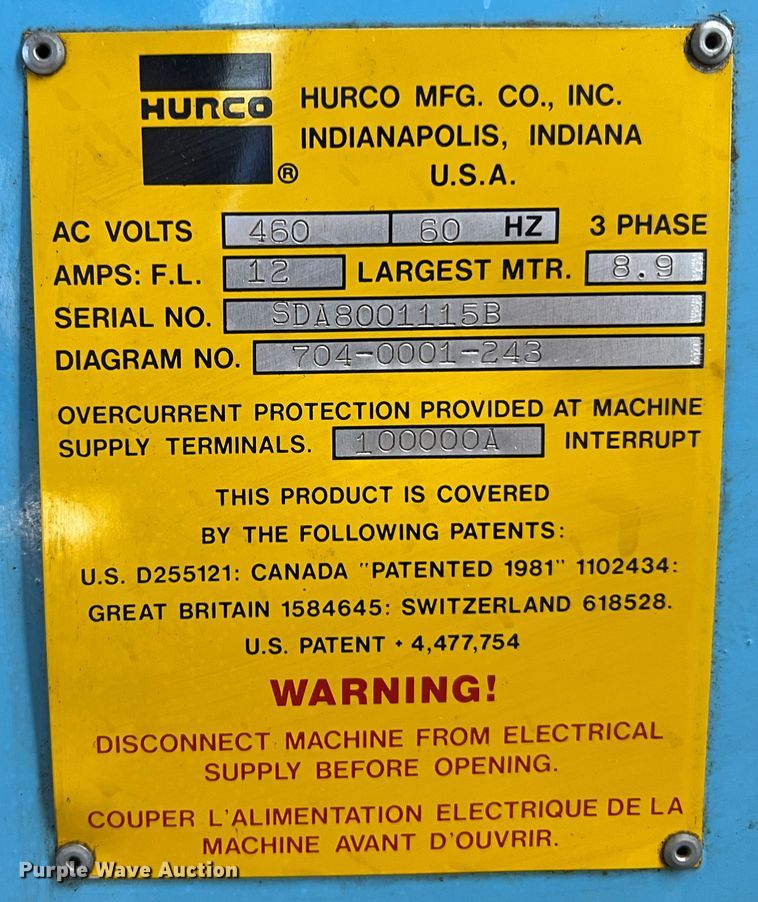 HURCO
®
HURCO MFG. CO., INC.
INDIANAPOLIS, INDIANA
U.S.A.
AC VOLTS 460 60 HZ 3 PHASE
AMPS: F.L. 12 LARGEST MTR. 8.9
SERIAL NO. SDA8001115B
DIAGRAM NO. 704-0001-243
OVERCURRENT PROTECTION PROVIDED AT MACHINE
SUPPLY TERMINALS. 100000A INTERRUPT
THIS PRODUCT IS COVERED
BY THE FOLLOWING PATENTS:
U.S. D255121: CANADA "PATENTED 1981" 1102434:
GREAT BRITAIN 1584645: SWITZERLAND 618528.
U.S. PATENT • 4,477,754
WARNING!
DISCONNECT MACHINE FROM ELECTRICAL
SUPPLY BEFORE OPENING.
COUPER L'ALIMENTATION ELECTRIQUE DE LA
MACHINE AVANT D'OUVRIR.
Purple Wave Auction